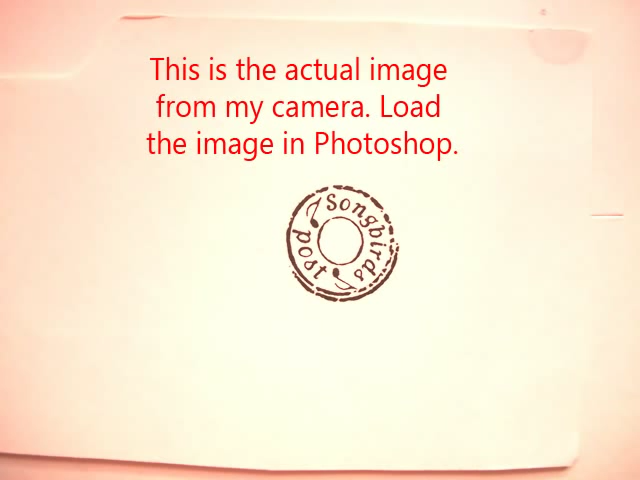 This is the actual image
from my camera. Load
the image in Photoshop.
Songbirds
post